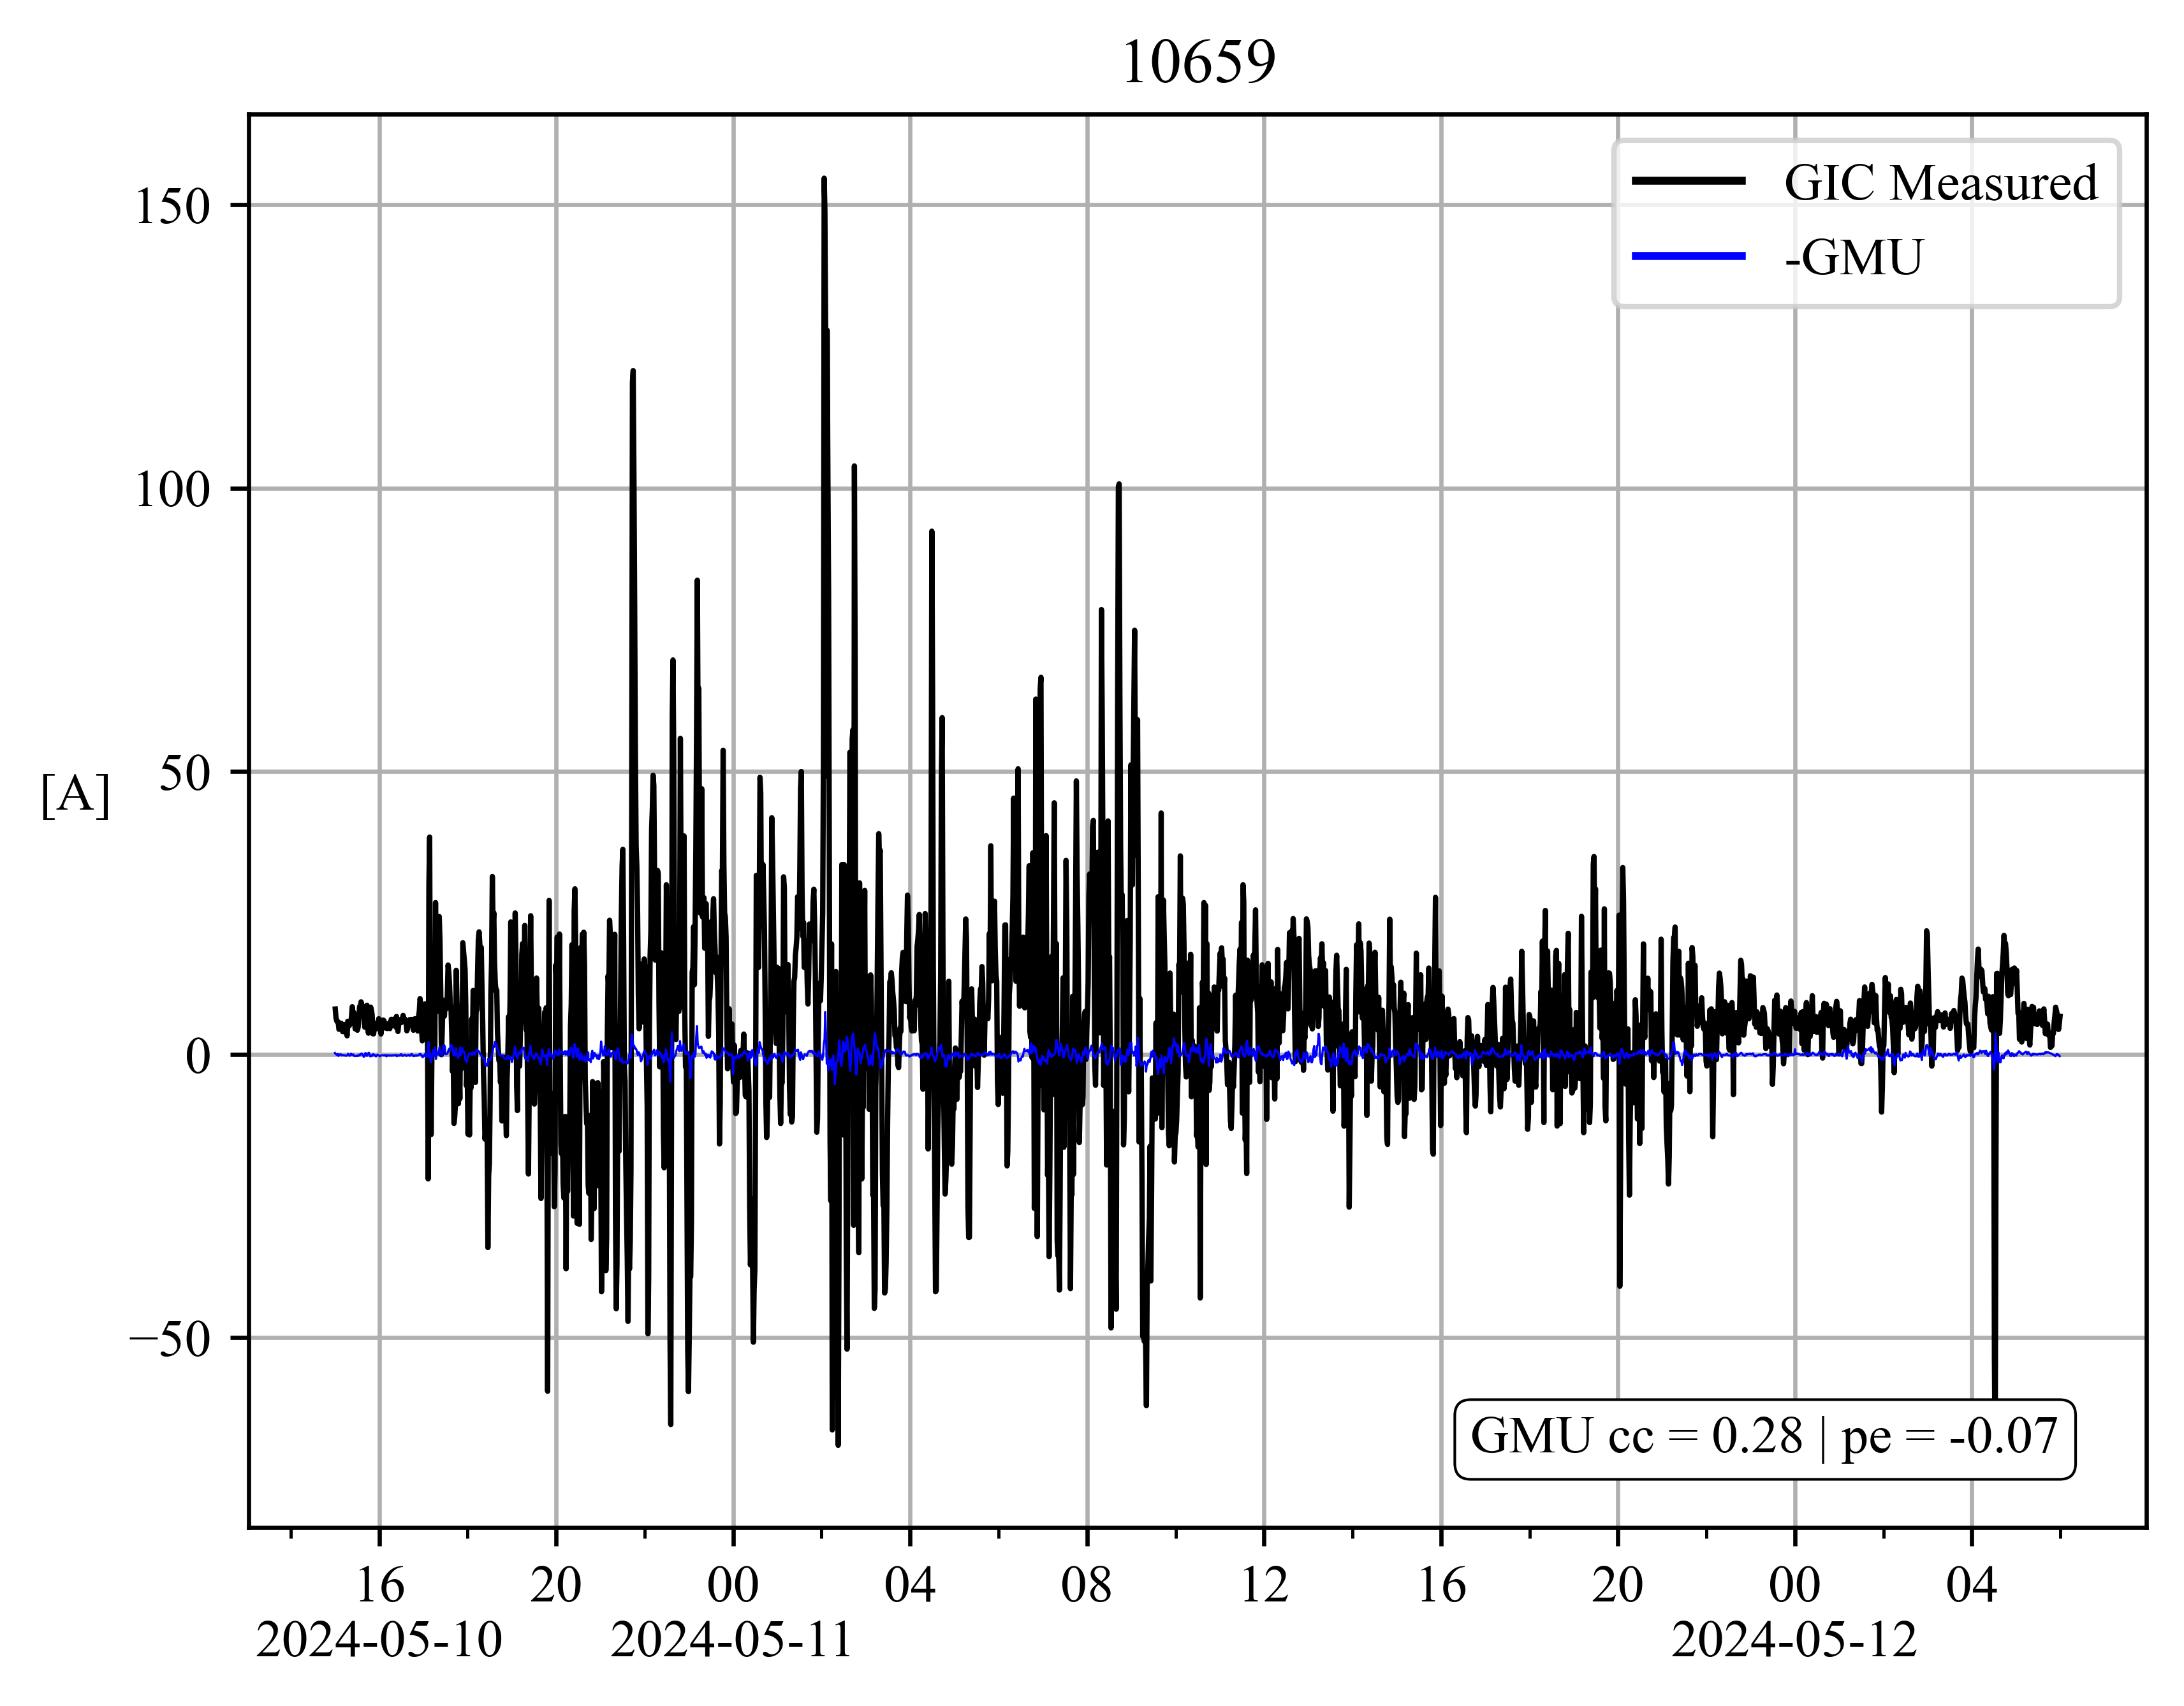 10659
GIC Measured
-GMU
150
100
50
0
−50
[A]
GMU cc = 0.28 | pe = -0.07
16 20 00 04 08 12 16 20 00 04
2024-05-10 2024-05-11 2024-05-12